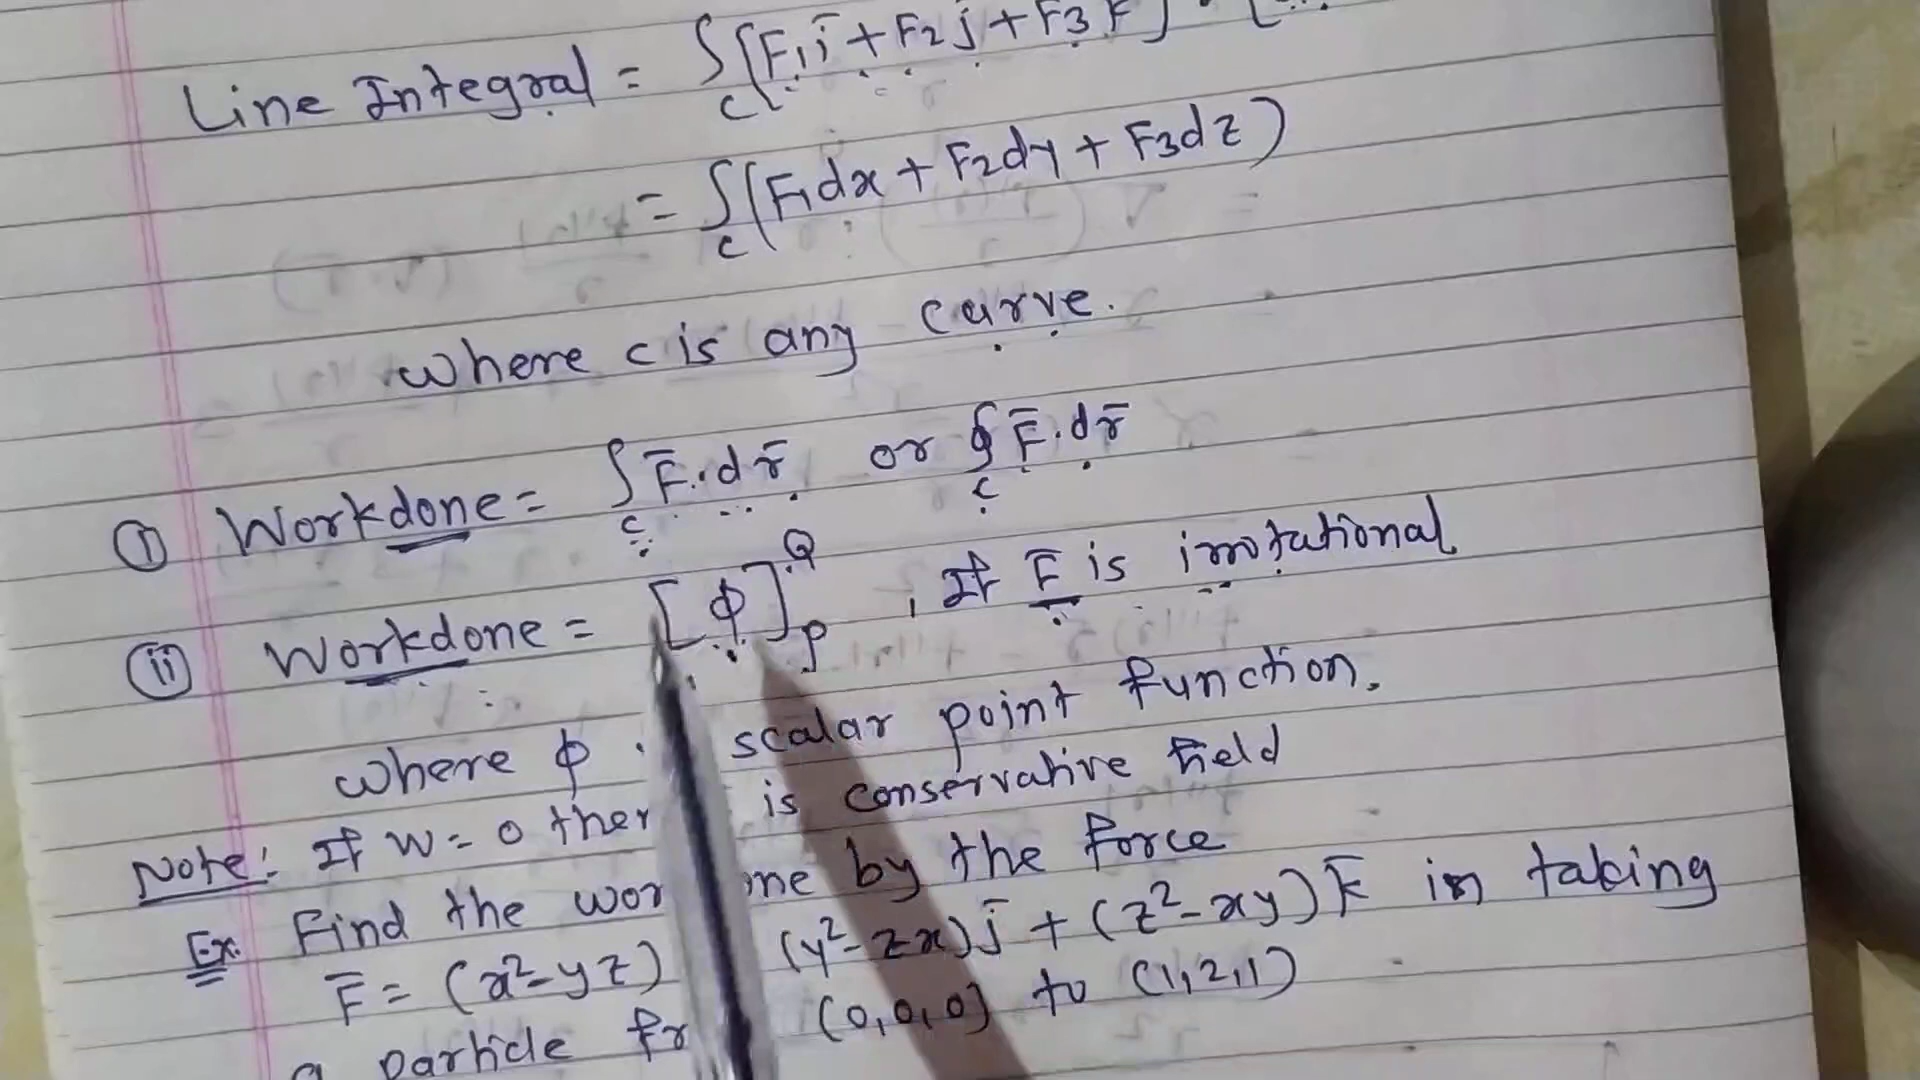 Line Integral = ∫c [F1 i̅ + F2 j̅ + F3 k̅] · [
= ∫c (F1dx + F2dy + F3dz)
where c is any curve.
(i) Workdone = ∫c F̅.dr̅ or ∮c F̅.dr̅
(ii) Workdone = [ϕ]^Q_P , If F̅ is irrotational
where ϕ scalar point function.
Note: If W = 0 then is conservative field
Ex. Find the by the force
F̅ = (x²-yz) (y²-zx)j̅ + (z²-xy)k̅ in taking
a particle (0,0,0) to (1,2,1)